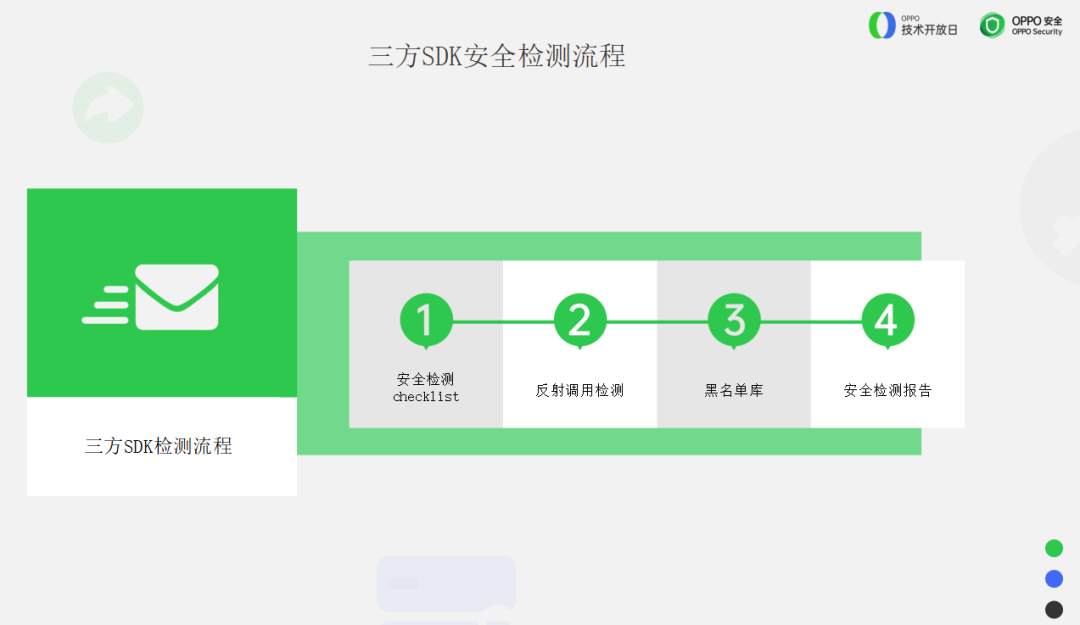 OPPO
技术开放日
OPPO 安全
OPPO Security
三方SDK安全检测流程
1
2
3
4
安全检测
checklist
反射调用检测
黑名单库
安全检测报告
三方SDK检测流程